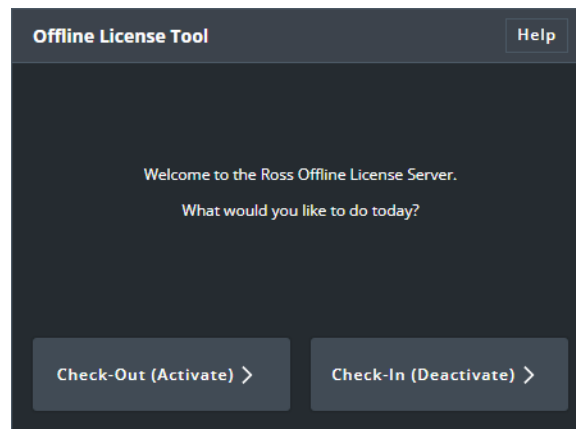 Offline License Tool
Help
Welcome to the Ross Offline License Server.
What would you like to do today?
Check-Out (Activate)
Check-In (Deactivate)